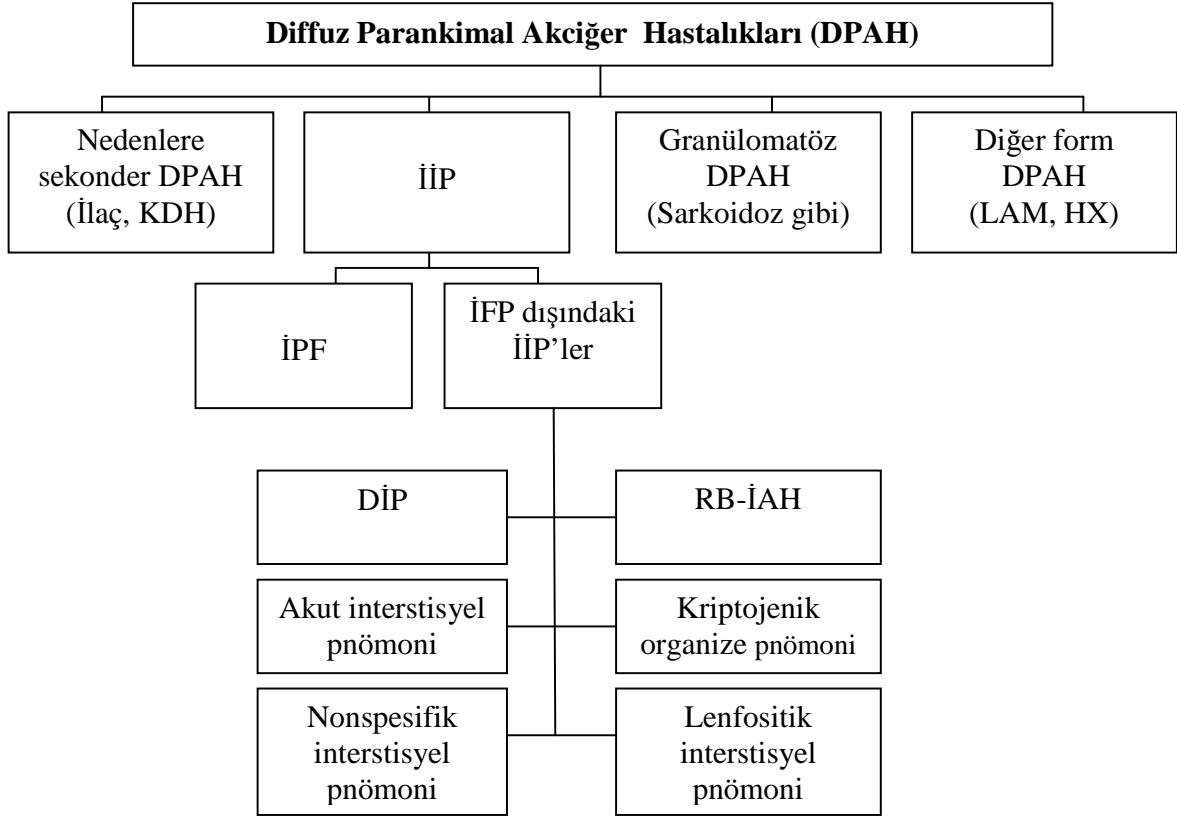 Diffuz Parankimal Akciğer Hastalıkları (DPAH)
Nedenlere
sekonder DPAH
(İlaç, KDH)
İİP
Granülomatöz
DPAH
(Sarkoidoz gibi)
Diğer form
DPAH
(LAM, HX)
İPF
İFP dışındaki
İİP’ler
DİP
RB-İAH
Akut interstisyel
pnömoni
Kriptojenik
organize pnömoni
Nonspesifik
interstisyel
pnömoni
Lenfositik
interstisyel
pnömoni